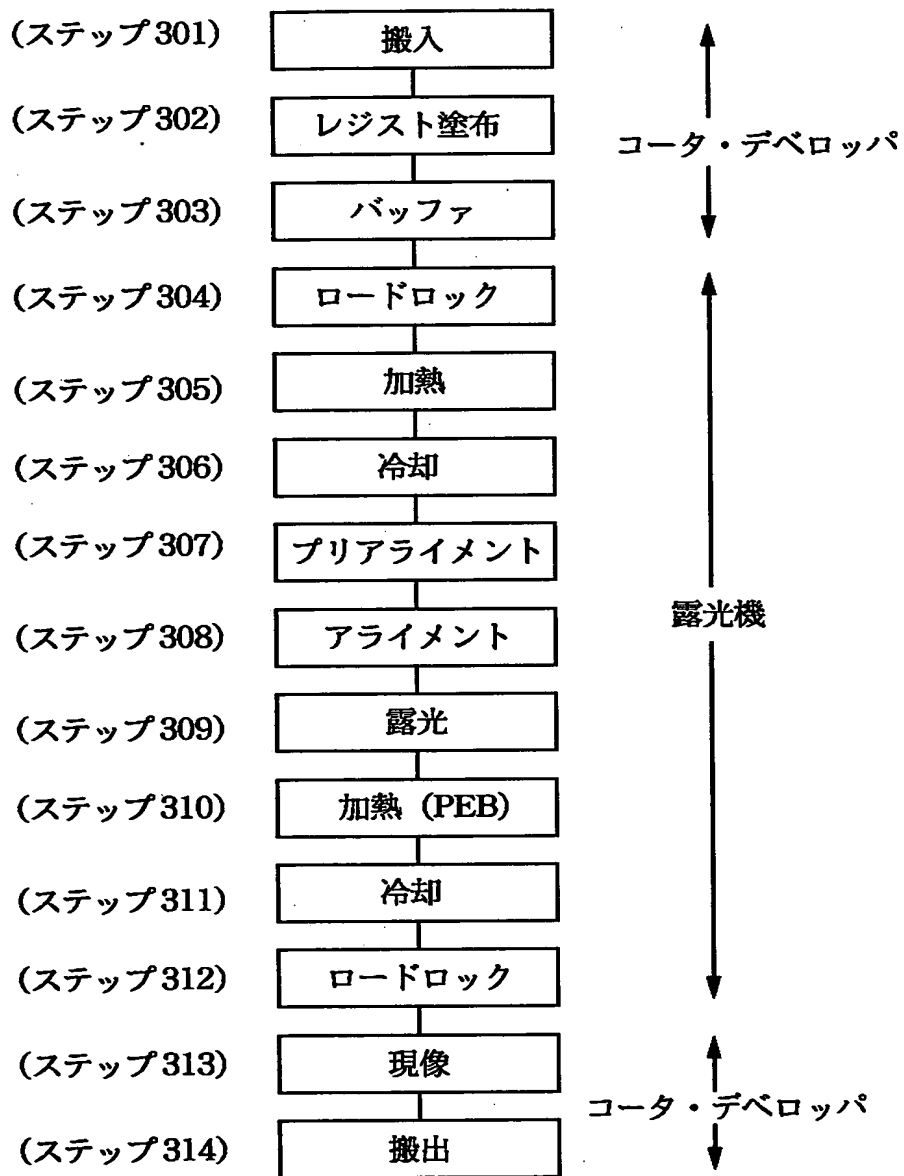 (ステップ301) 搬入
(ステップ302) レジスト塗布
コータ・デベロッパ
(ステップ303) バッファ
(ステップ304) ロードロック
(ステップ305) 加熱
(ステップ306) 冷却
(ステップ307) プリアライメント
露光機
(ステップ308) アライメント
(ステップ309) 露光
(ステップ310) 加熱 (PEB)
(ステップ311) 冷却
(ステップ312) ロードロック
(ステップ313) 現像
コータ・デベロッパ
(ステップ314) 搬出